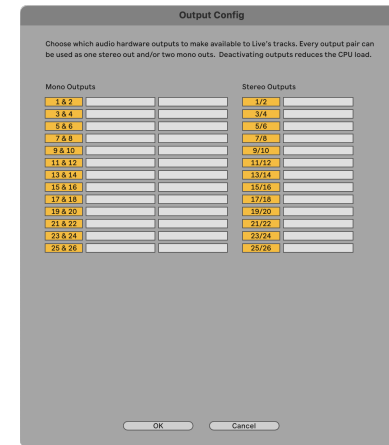 Output Config
Choose which audio hardware outputs to make available to Live's tracks. Every output pair can
be used as one stereo out and/or two mono outs. Deactivating outputs reduces the CPU load.
Mono Outputs Stereo Outputs
1 & 2 1/2
3 & 4 3/4
5 & 6 5/6
7 & 8 7/8
9 & 10 9/10
11 & 12 11/12
13 & 14 13/14
15 & 16 15/16
17 & 18 17/18
19 & 20 19/20
21 & 22 21/22
23 & 24 23/24
25 & 26 25/26
OK Cancel